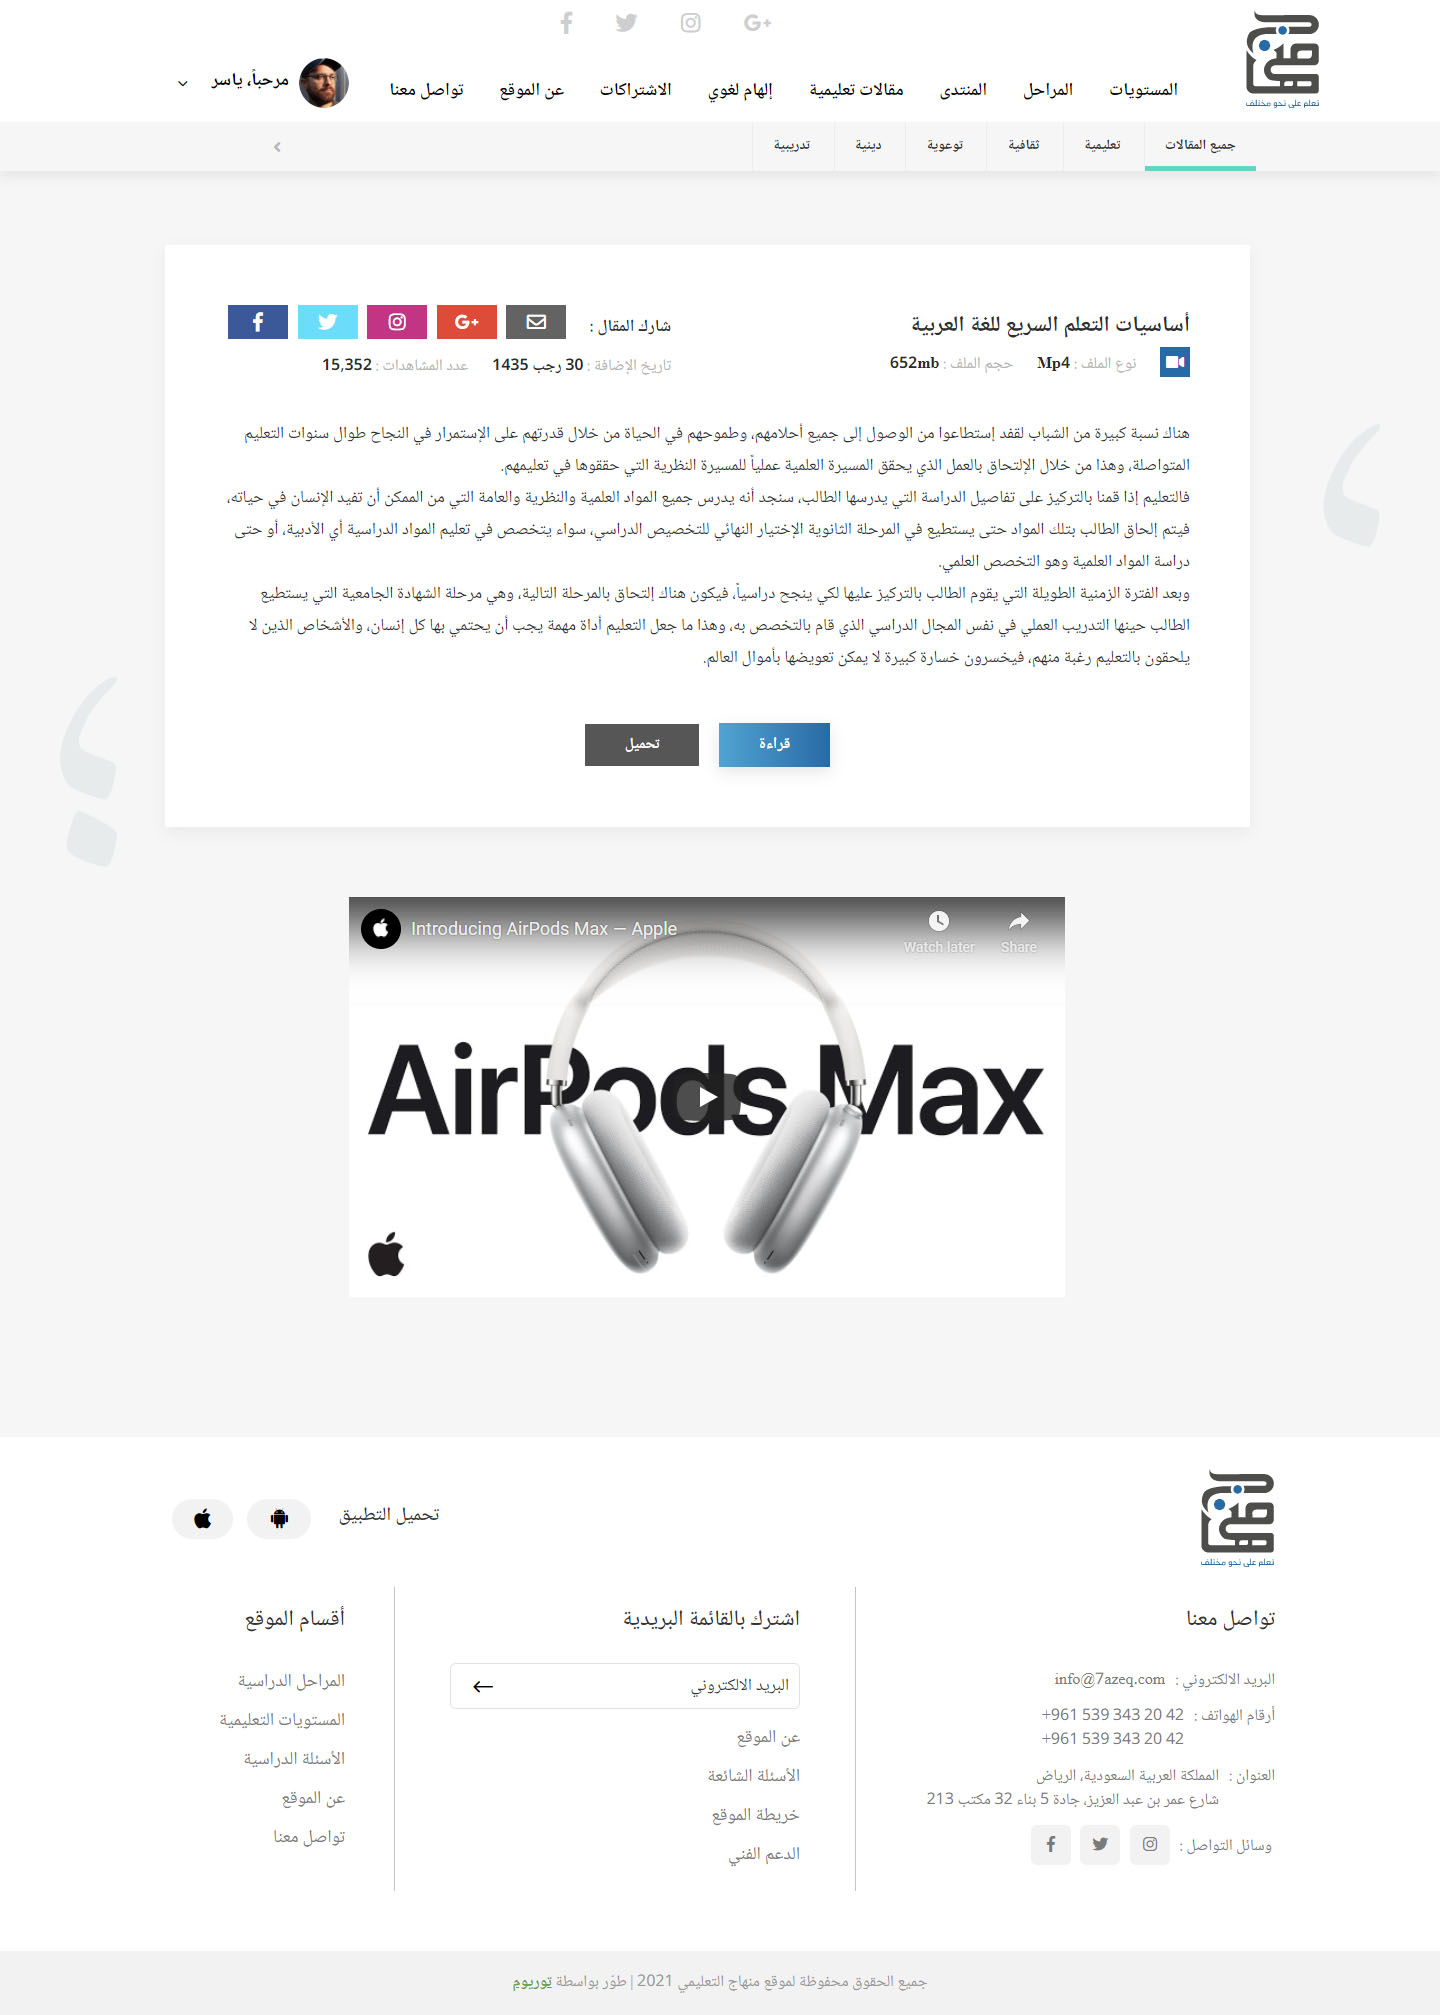 منهاج
تعلم على نحو مختلف
المستويات
المراحل
المنتدى
مقالات تعليمية
إلهام لغوي
الاشتراكات
عن الموقع
تواصل معنا
مرحباً، ياسر
جميع المقالات
تعليمية
ثقافية
توعوية
دينية
تدريبية
أساسيات التعلم السريع للغة العربية
شارك المقال :
نوع الملف : Mp4
حجم الملف : 652mb
تاريخ الإضافة : 30 رجب 1435
عدد المشاهدات : 15,352
هناك نسبة كبيرة من الشباب لقفد إستطاعوا من الوصول إلى جميع أحلامهم، وطموحهم في الحياة من خلال قدرتهم على الإستمرار في النجاح طوال سنوات التعليم
المتواصلة، وهذا من خلال الإلتحاق بالعمل الذي يحقق المسيرة العلمية عملياً للمسيرة النظرية التي حققوها في تعليمهم.
فالتعليم إذا قمنا بالتركيز على تفاصيل الدراسة التي يدرسها الطالب، سنجد أنه يدرس جميع المواد العلمية والنظرية والعامة التي من الممكن أن تفيد الإنسان في حياته،
فيتم إلحاق الطالب بتلك المواد حتى يستطيع في المرحلة الثانوية الإختيار النهائي للتخصيص الدراسي، سواء يتخصص في تعليم المواد الدراسية أي الأدبية، أو حتى
دراسة المواد العلمية وهو التخصص العلمي.
وبعد الفترة الزمنية الطويلة التي يقوم الطالب بالتركيز عليها لكي ينجح دراسياً، فيكون هناك إلتحاق بالمرحلة التالية، وهي مرحلة الشهادة الجامعية التي يستطيع
الطالب حينها التدريب العملي في نفس المجال الدراسي الذي قام بالتخصص به، وهذا ما جعل التعليم أداة مهمة يجب أن يحتمي بها كل إنسان، والأشخاص الذين لا
يلحقون بالتعليم رغبة منهم، فيخسرون خسارة كبيرة لا يمكن تعويضها بأموال العالم.
قراءة
تحميل
Introducing AirPods Max — Apple
Watch later
Share
AirPods Max
منهاج
تعلم على نحو مختلف
تحميل التطبيق
تواصل معنا
البريد الالكتروني : info@7azeq.com
أرقام الهواتف : +961 539 343 20 42
+961 539 343 20 42
العنوان : المملكة العربية السعودية، الرياض
شارع عمر بن عبد العزيز، جادة 5 بناء 32 مكتب 213
وسائل التواصل :
اشترك بالقائمة البريدية
البريد الالكتروني
عن الموقع
الأسئلة الشائعة
خريطة الموقع
الدعم الفني
أقسام الموقع
المراحل الدراسية
المستويات التعليمية
الأسئلة الدراسية
عن الموقع
تواصل معنا
جميع الحقوق محفوظة لموقع منهاج التعليمي 2021 | طوّر بواسطة توريوم